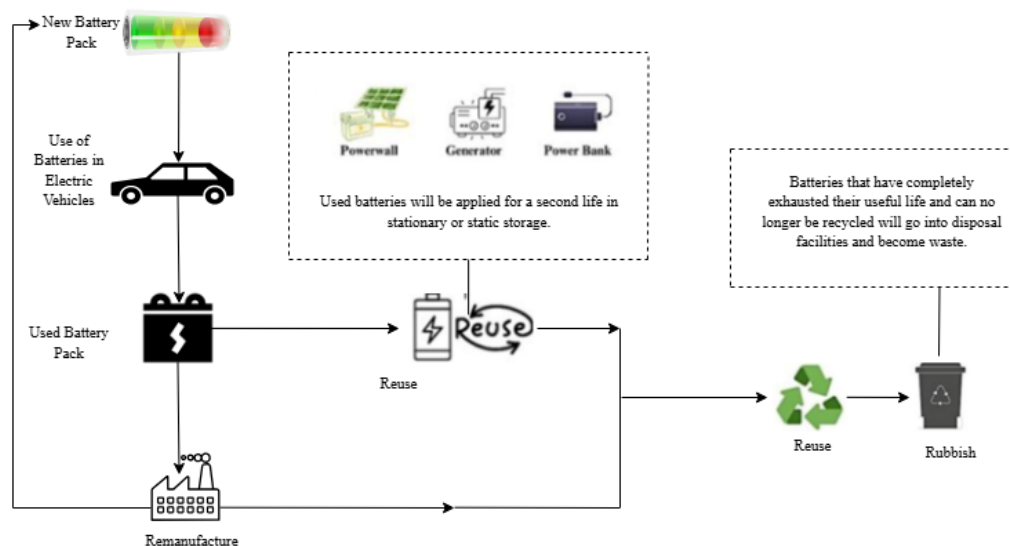 New Battery
Pack
Use of
Batteries in
Electric
Vehicles
Used Battery
Pack
Remanufacture
Powerwall
Generator
Power Bank
Used batteries will be applied for a second life in
stationary or static storage.
Reuse
Reuse
Batteries that have completely
exhausted their useful life and can no
longer be recycled will go into disposal
facilities and become waste.
Reuse
Rubbish